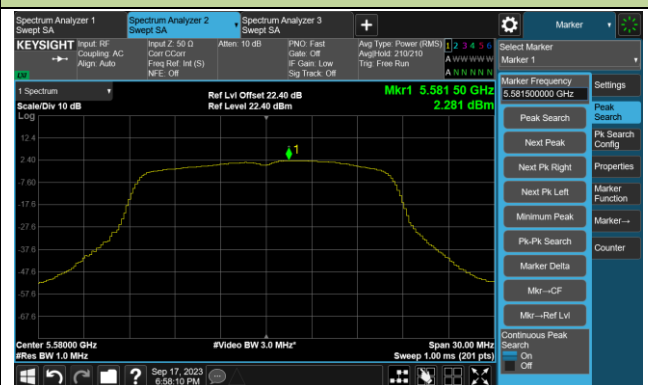 Spectrum Analyzer 1
Swept SA
Spectrum Analyzer 2
Swept SA
Spectrum Analyzer 3
Swept SA
+
Marker
KEYSIGHT
Input: RF
Coupling: AC
Align: Auto
Input Z: 50 Ω
Corr CCorr
Freq Ref: Int (S)
NFE: Off
Atten: 10 dB
PNO: Fast
Gate: Off
IF Gain: Low
Sig Track: Off
Avg Type: Power (RMS)
Avg|Hold: 210/210
Trig: Free Run
1 2 3 4 5 6
A W W W W W
A N N N N N
LXI
Select Marker
Marker 1
1 Spectrum
Scale/Div 10 dB
Log
Ref Lvl Offset 22.40 dB
Ref Level 22.40 dBm
Mkr1 5.581 50 GHz
2.281 dBm
1
12.4
2.40
-7.60
-17.6
-27.6
-37.6
-47.6
-57.6
-67.6
Center 5.58000 GHz
#Res BW 1.0 MHz
#Video BW 3.0 MHz*
Span 30.00 MHz
Sweep 1.00 ms (201 pts)
Marker Frequency
5.581500000 GHz
Peak Search
Next Peak
Next Pk Right
Next Pk Left
Minimum Peak
Pk-Pk Search
Marker Delta
Mkr→CF
Mkr→Ref Lvl
Continuous Peak
Search
On
Off
Settings
Peak
Search
Pk Search
Config
Properties
Marker
Function
Marker→
Counter
?
Sep 17, 2023
6:58:10 PM